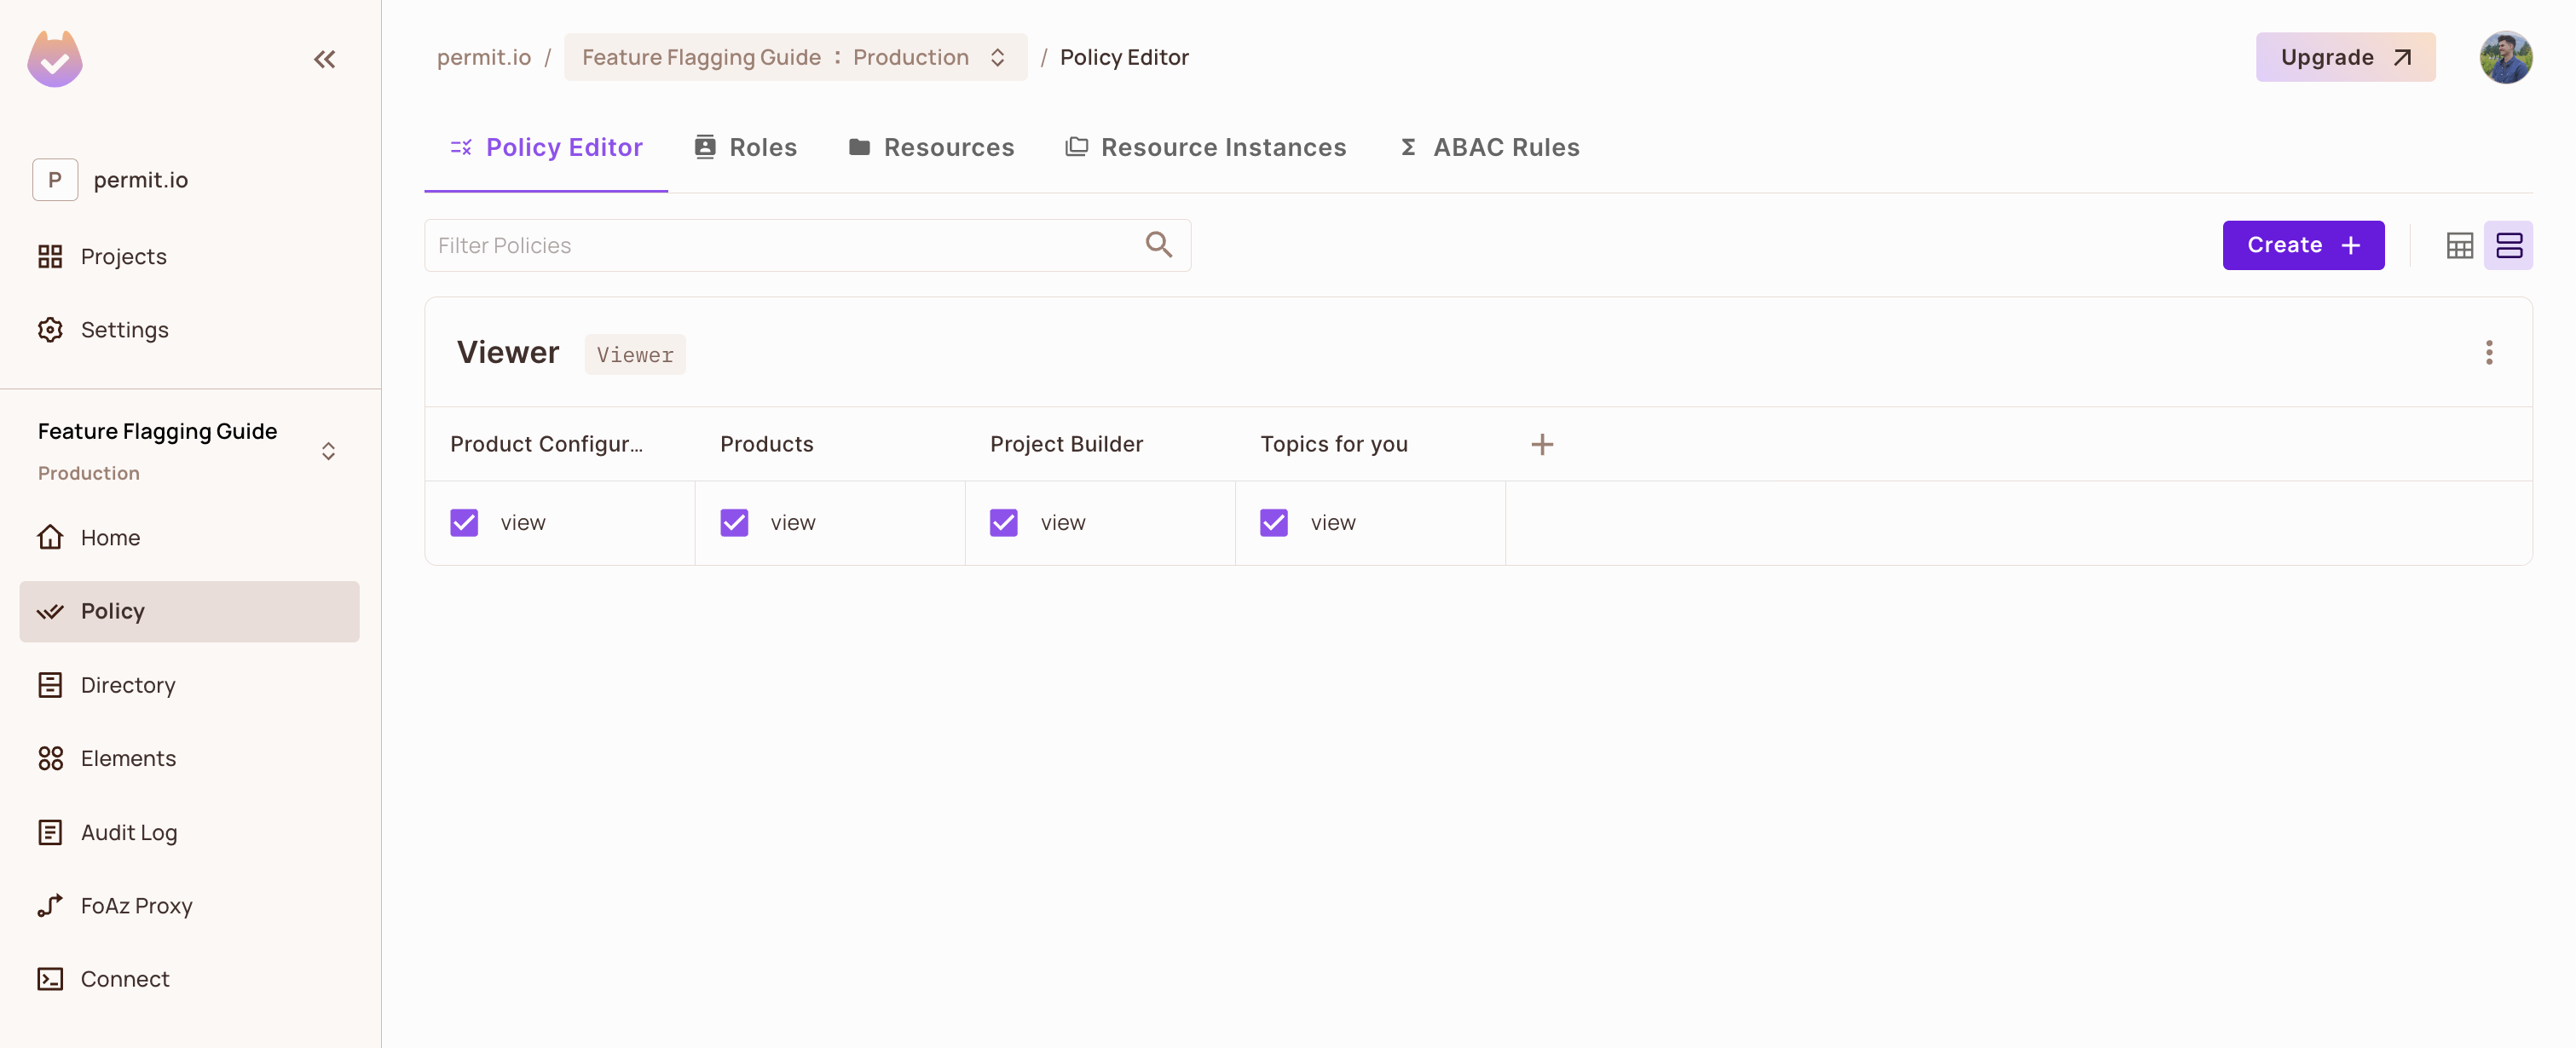 permit.io / Feature Flagging Guide : Production / Policy Editor
Upgrade
P permit.io
Projects
Settings
Feature Flagging Guide
Production
Home
Policy
Directory
Elements
Audit Log
FoAz Proxy
Connect
Policy Editor Roles Resources Resource Instances ABAC Rules
Filter Policies
Create +
Viewer Viewer
Product Configur... Products Project Builder Topics for you +
view view view view